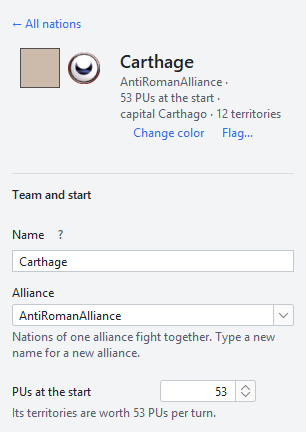 ← All nations
Carthage
AntiRomanAlliance ·
53 PUs at the start ·
capital Carthago · 12 territories
Change color Flag...
Team and start
Name ?
Carthage
Alliance
AntiRomanAlliance
Nations of one alliance fight together. Type a new
name for a new alliance.
PUs at the start 53
Its territories are worth 53 PUs per turn.